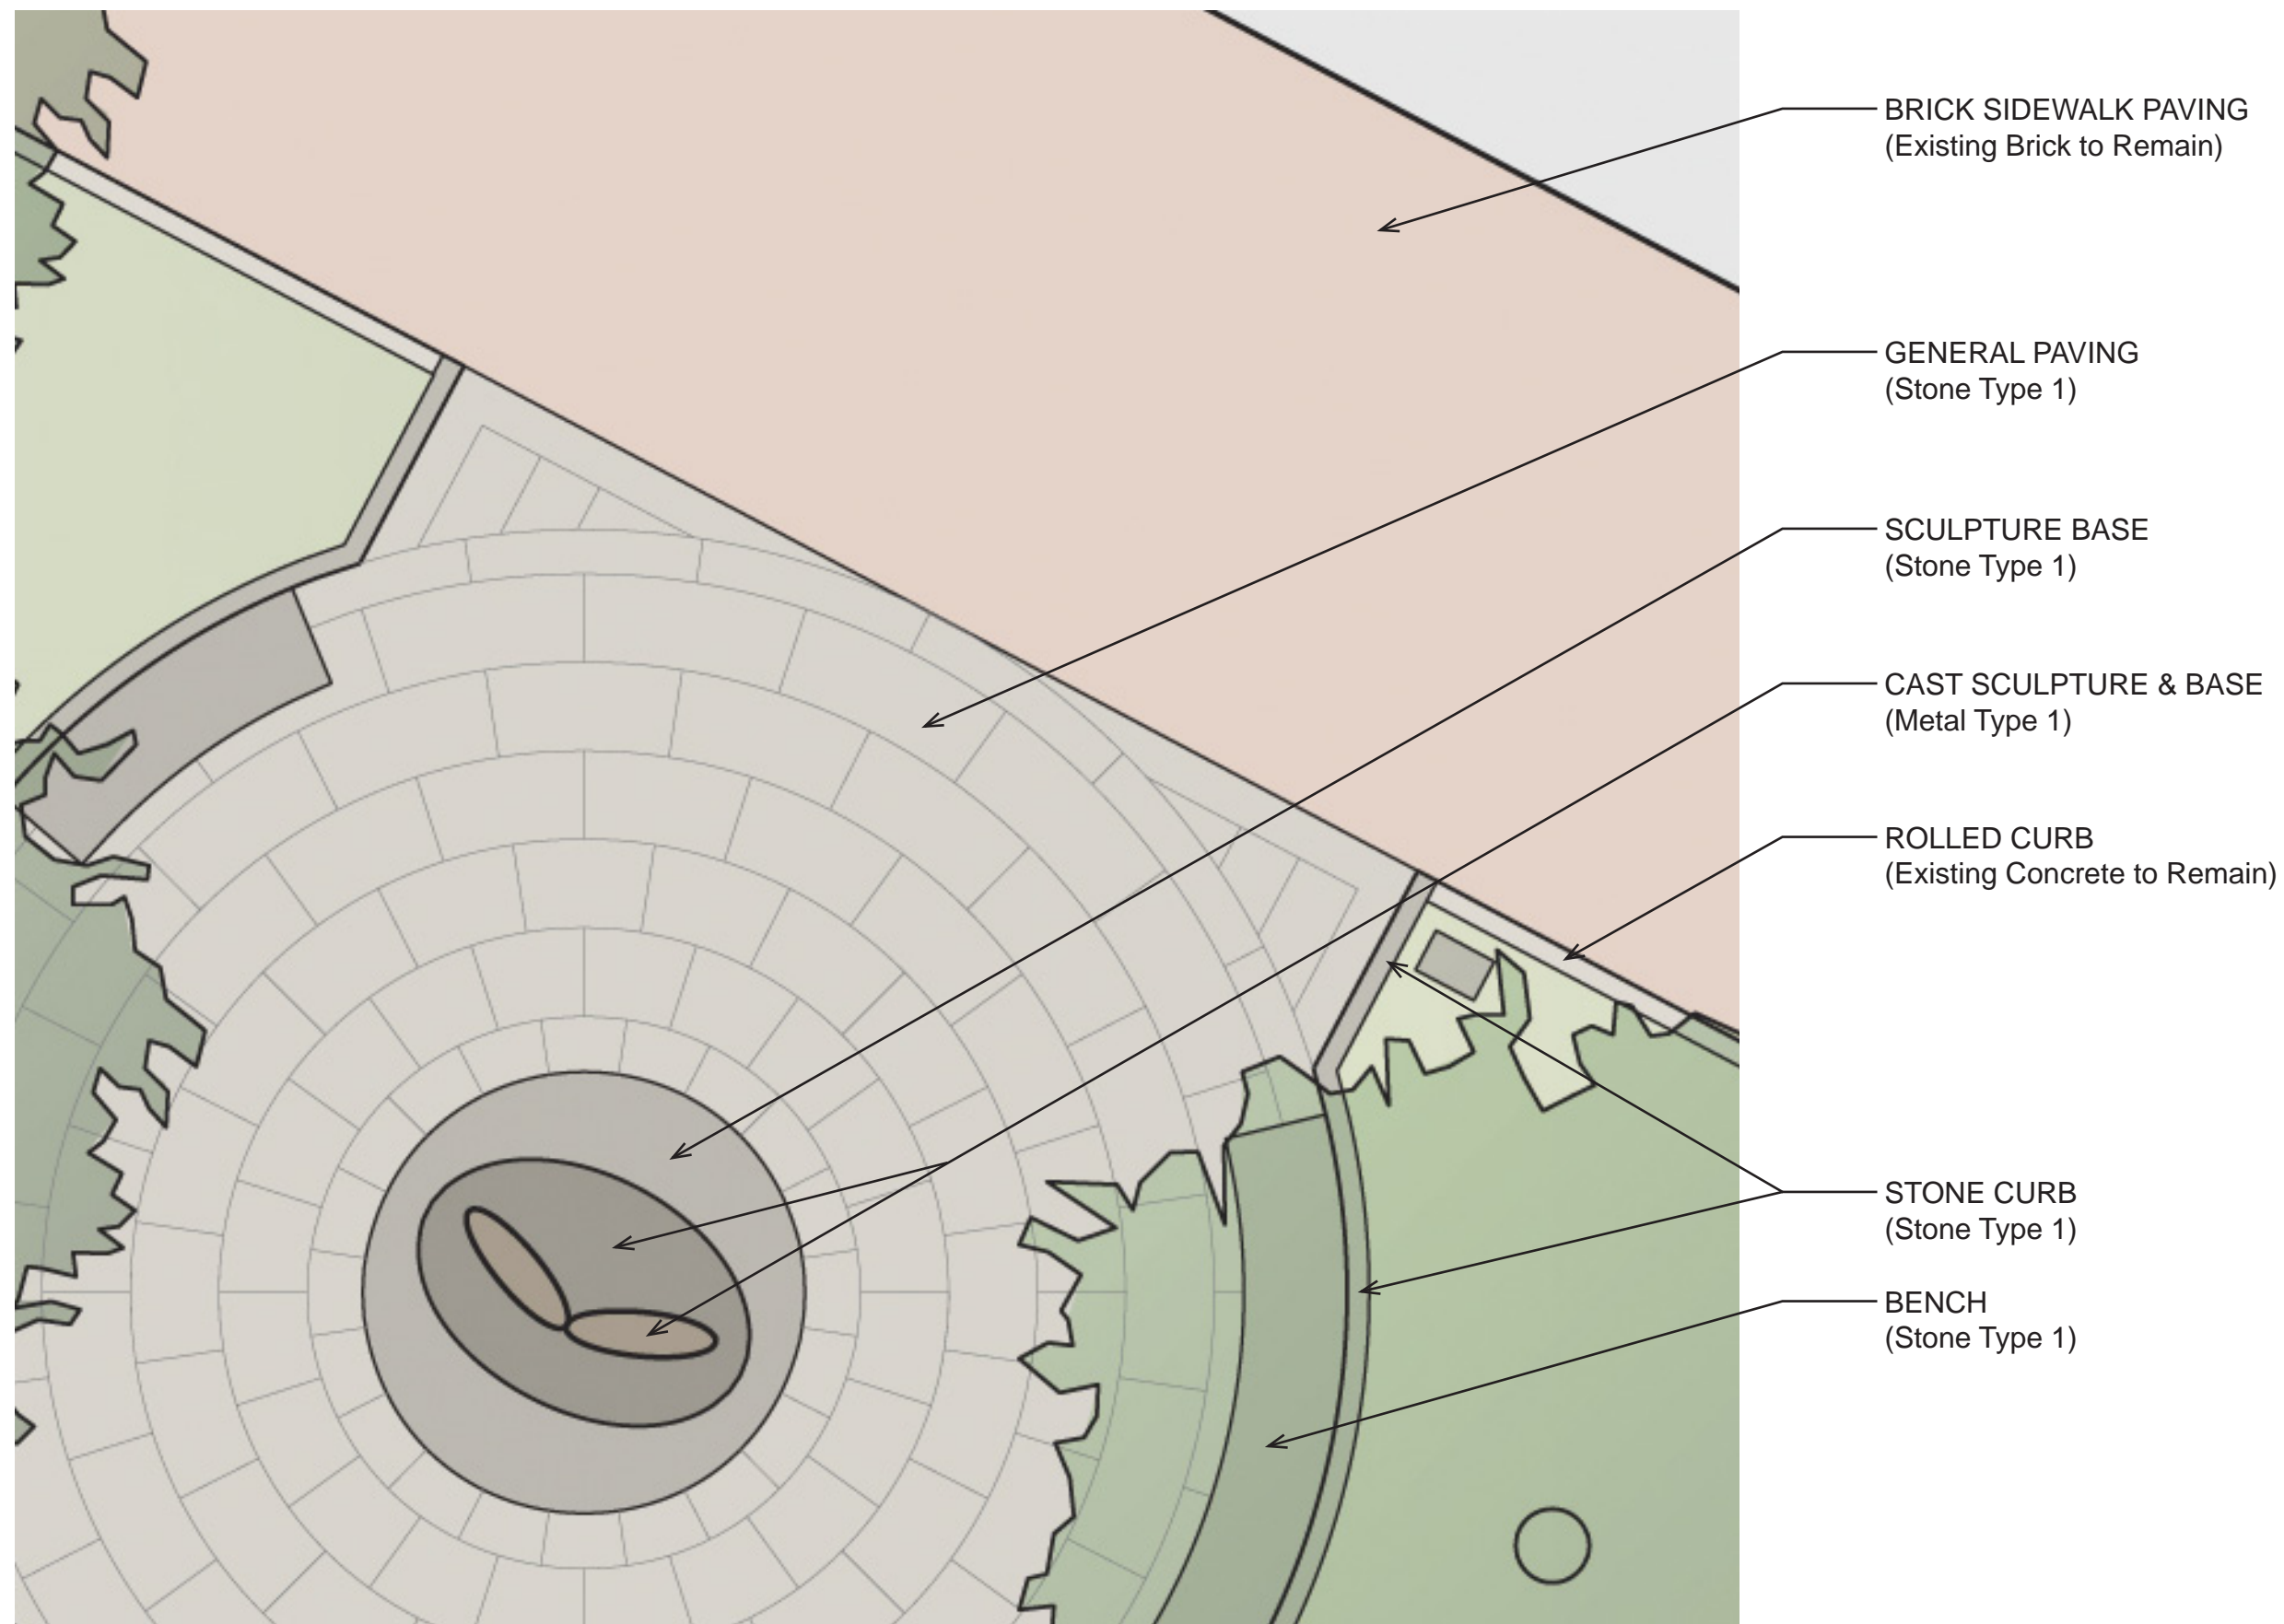 BRICK SIDEWALK PAVING
(Existing Brick to Remain)
GENERAL PAVING
(Stone Type 1)
SCULPTURE BASE
(Stone Type 1)
CAST SCULPTURE & BASE
(Metal Type 1)
ROLLED CURB
(Existing Concrete to Remain)
STONE CURB
(Stone Type 1)
BENCH
(Stone Type 1)